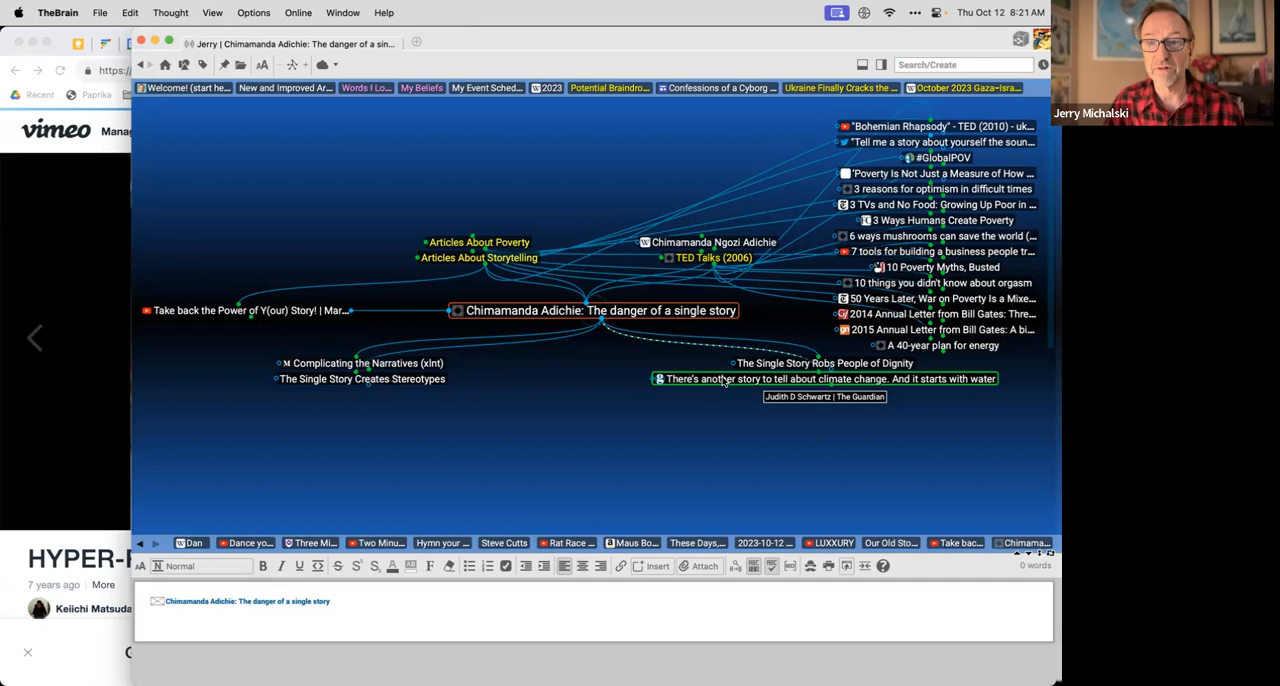 TheBrain File Edit Thought View Options Online Window Help Thu Oct 12 8:21 AM
Jerry | Chimamanda Adichie: The danger of a sin...
https:/
Search/Create
Recent Paprika
Welcome! (start he... New and Improved Ar... Words I Lo... My Beliefs My Event Sched... 2023 Potential Braindro... Confessions of a Cyborg ... Ukraine Finally Cracks the ... October 2023 Gaza-Isra...
vimeo Mana
Jerry Michalski
"Bohemian Rhapsody" - TED (2010) - uk...
"Tell me a story about yourself the soun...
#GlobalPOV
'Poverty Is Not Just a Measure of How ...
3 reasons for optimism in difficult times
3 TVs and No Food: Growing Up Poor in ...
3 Ways Humans Create Poverty
6 ways mushrooms can save the world (...
7 tools for building a business people tr...
10 Poverty Myths, Busted
10 things you didn't know about orgasm
50 Years Later, War on Poverty Is a Mixe...
2014 Annual Letter from Bill Gates: Thre...
2015 Annual Letter from Bill Gates: A bi...
A 40-year plan for energy
Articles About Poverty
Articles About Storytelling
Chimamanda Ngozi Adichie
TED Talks (2006)
Take back the Power of Y(our) Story! | Mar...
Chimamanda Adichie: The danger of a single story
Complicating the Narratives (xlnt)
The Single Story Creates Stereotypes
The Single Story Robs People of Dignity
There's another story to tell about climate change. And it starts with water
Judith D Schwartz | The Guardian
Dan Dance yo... Three Mi... Two Minu... Hymn your ... Steve Cutts Rat Race ... Maus Bo... These Days,... 2023-10-12 ... LUXXURY Our Old Sto... Take bac... Chimama...
HYPER-
Normal B I U S S S A F Insert Attach 0 words
7 years ago More
Keiichi Matsuda
Chimamanda Adichie: The danger of a single story